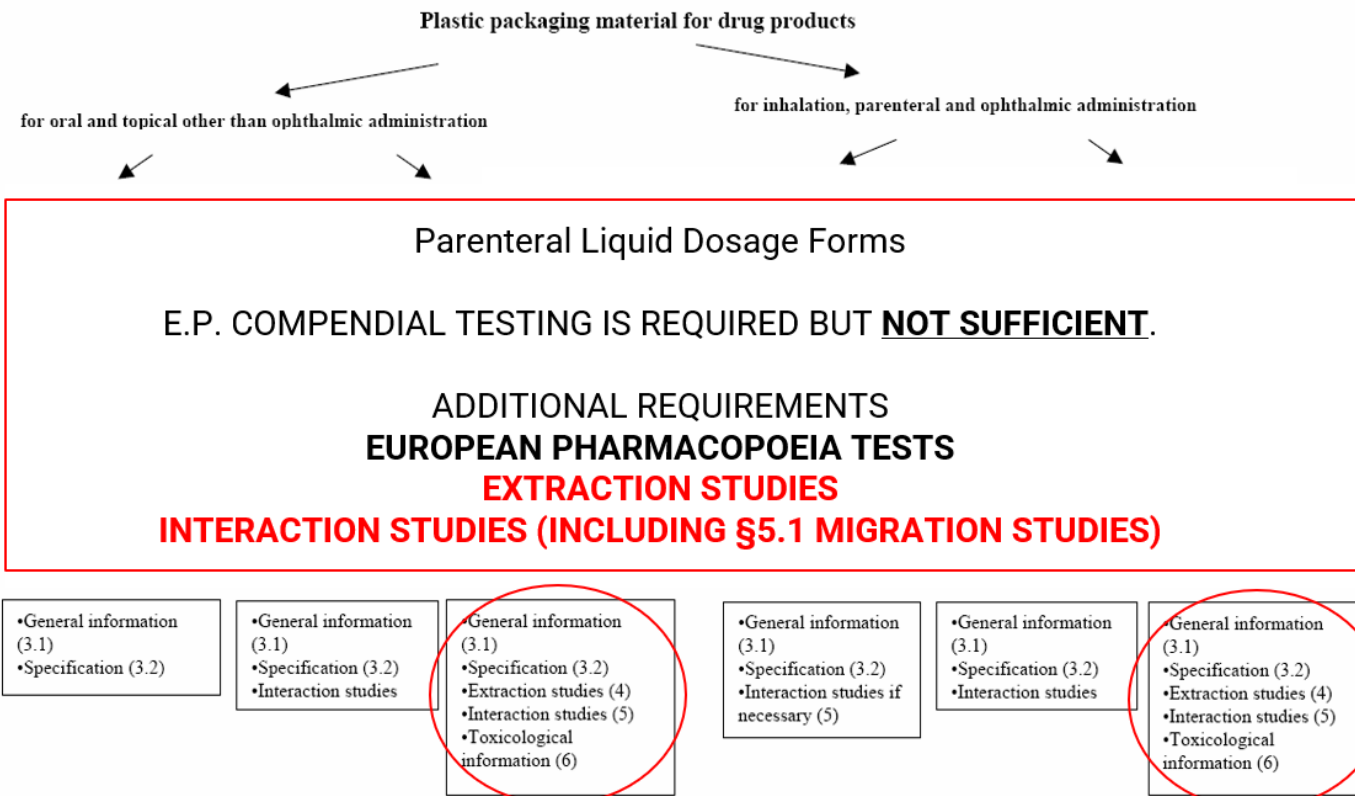 Plastic packaging material for drug products
for oral and topical other than ophthalmic administration
for inhalation, parenteral and ophthalmic administration
Parenteral Liquid Dosage Forms
E.P. COMPENDIAL TESTING IS REQUIRED BUT NOT SUFFICIENT.
ADDITIONAL REQUIREMENTS
EUROPEAN PHARMACOPOEIA TESTS
EXTRACTION STUDIES
INTERACTION STUDIES (INCLUDING §5.1 MIGRATION STUDIES)
•General information
(3.1)
•Specification (3.2)
•General information
(3.1)
•Specification (3.2)
•Interaction studies
•General information
(3.1)
•Specification (3.2)
•Extraction studies (4)
•Interaction studies (5)
•Toxicological
information (6)
•General information
(3.1)
•Specification (3.2)
•Interaction studies if
necessary (5)
•General information
(3.1)
•Specification (3.2)
•Interaction studies
•General information
(3.1)
•Specification (3.2)
•Extraction studies (4)
•Interaction studies (5)
•Toxicological
information (6)